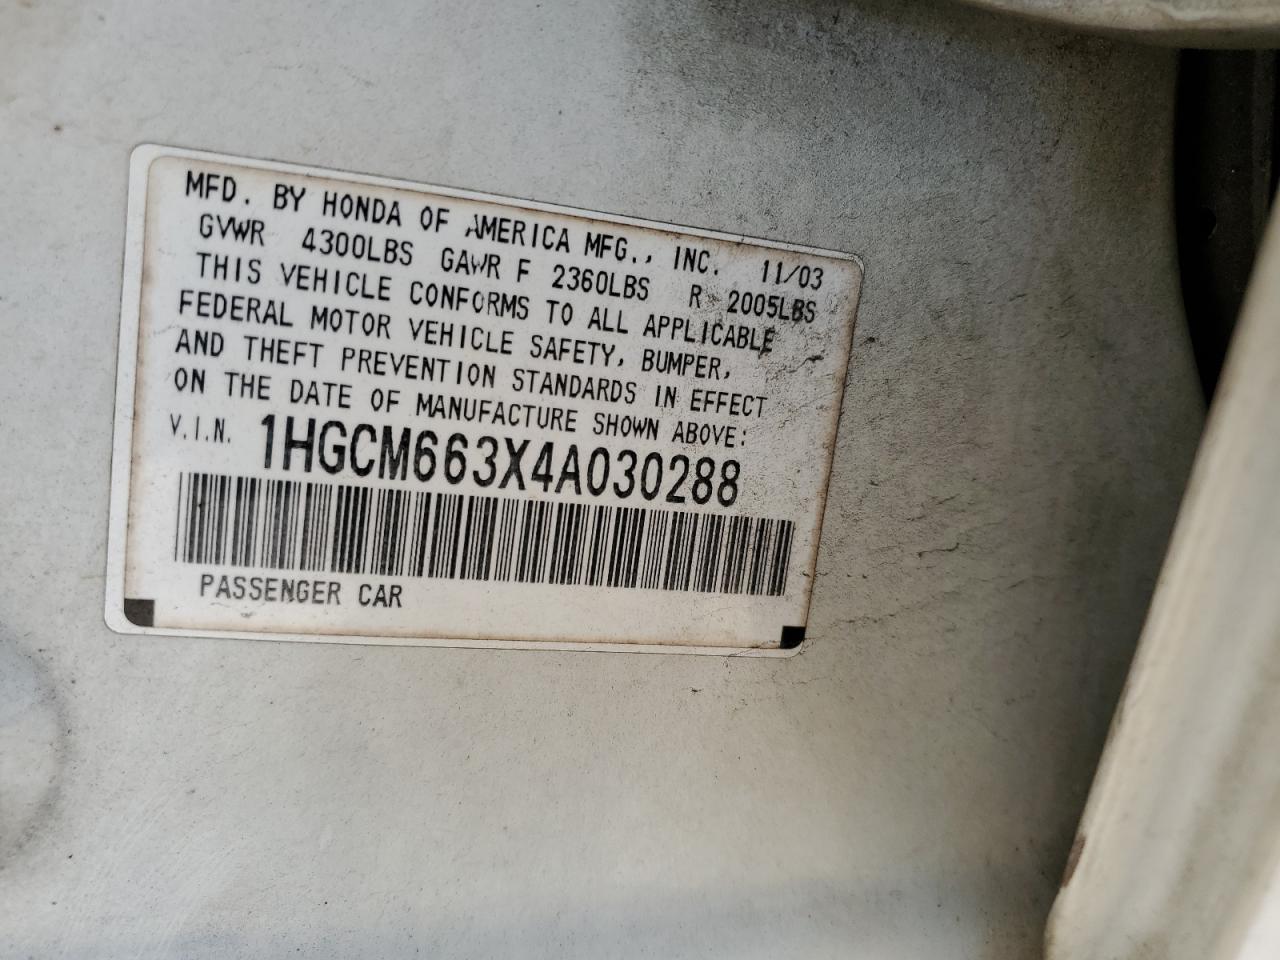 MFD. BY HONDA OF AMERICA MFG., INC. 11/03
GVWR 4300LBS GAWR F 2360LBS R 2005LBS
THIS VEHICLE CONFORMS TO ALL APPLICABLE
FEDERAL MOTOR VEHICLE SAFETY, BUMPER,
AND THEFT PREVENTION STANDARDS IN EFFECT
ON THE DATE OF MANUFACTURE SHOWN ABOVE:
V.I.N. 1HGCM663X4A030288
PASSENGER CAR